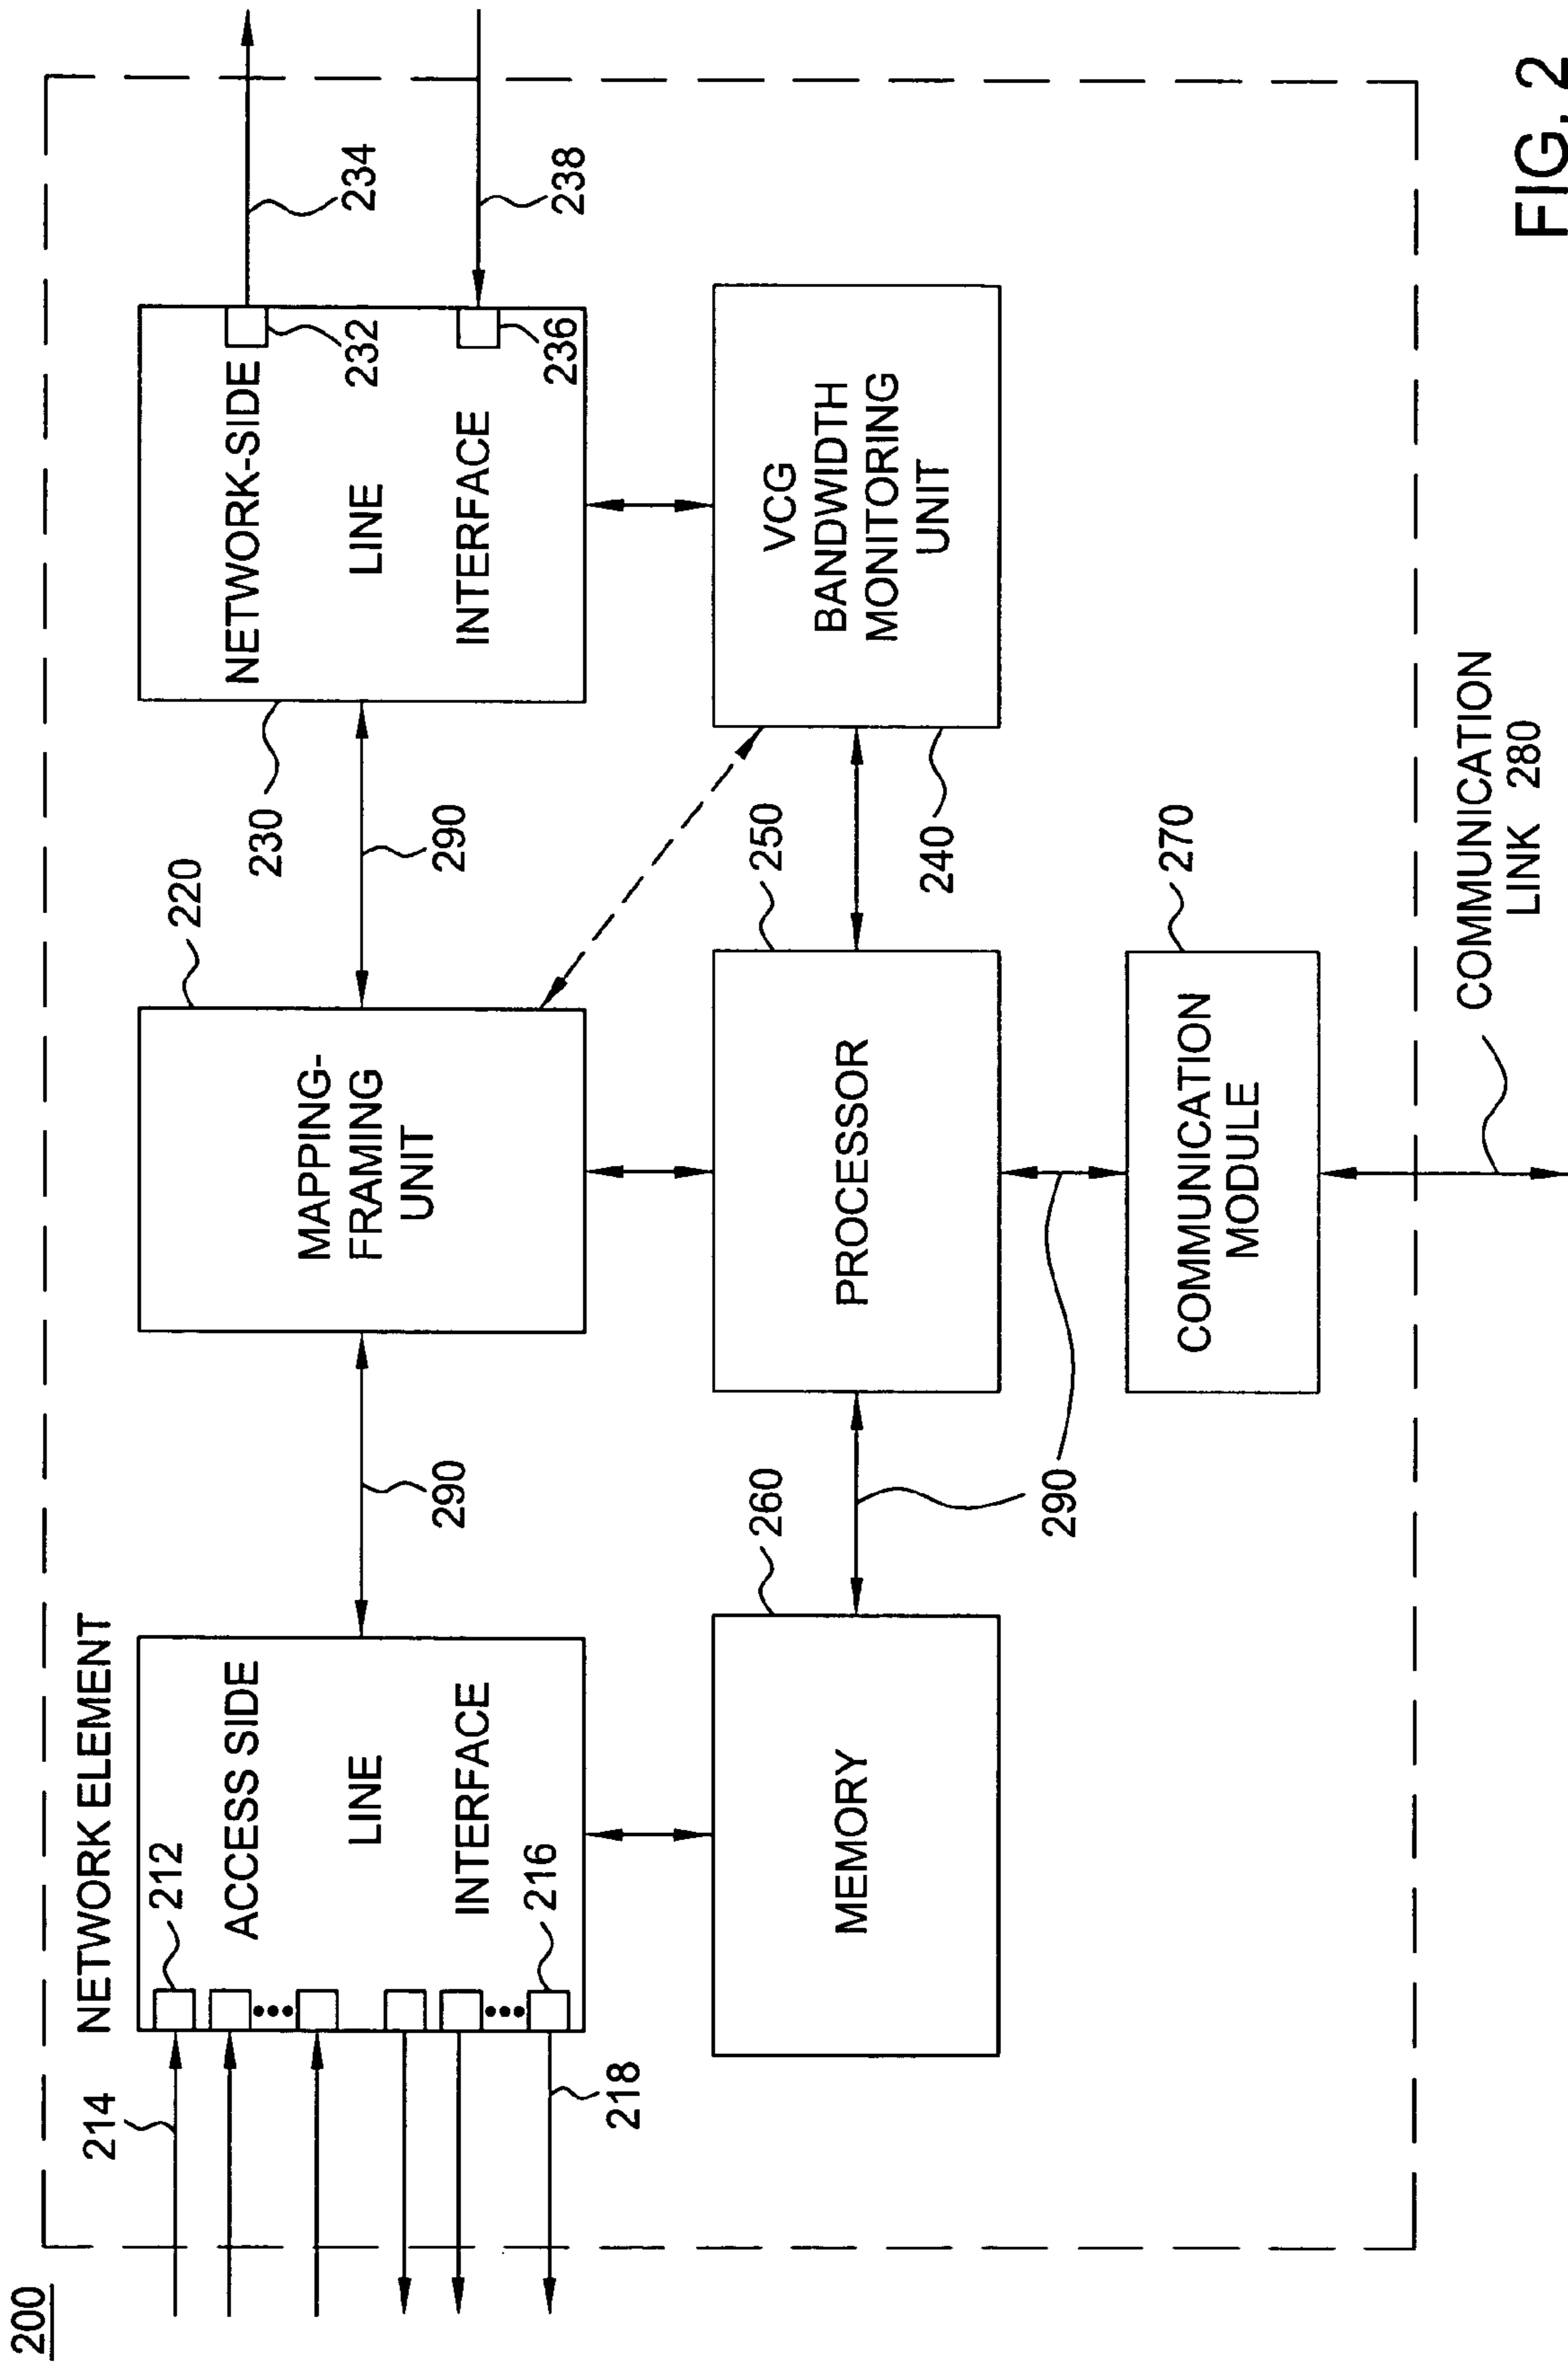 200
NETWORK ELEMENT
214
212
ACCESS SIDE
LINE
INTERFACE
216
218
290
220
MAPPING-
FRAMING
UNIT
290
230
NETWORK-SIDE
LINE
INTERFACE
232
234
236
238
260
MEMORY
290
250
PROCESSOR
240
VCG
BANDWIDTH
MONITORING
UNIT
270
COMMUNICATION
MODULE
COMMUNICATION
LINK 280
FIG. 2